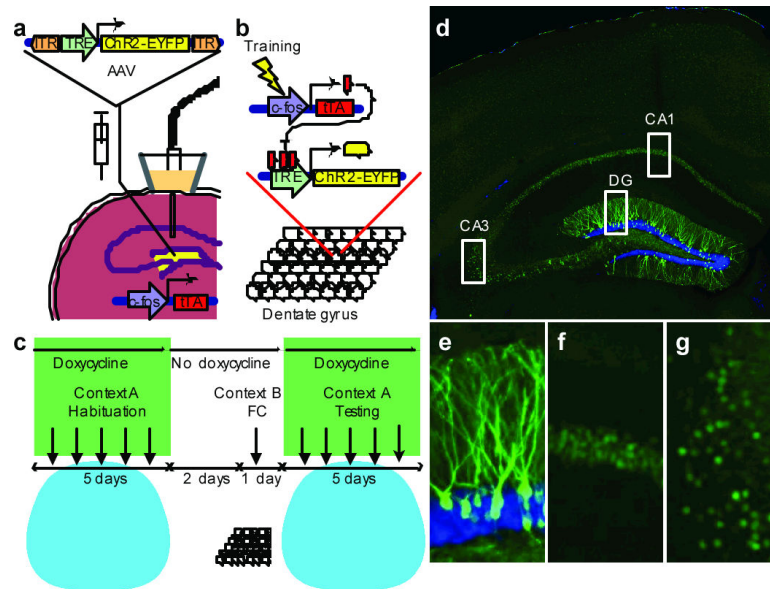 a
ITR TRE ChR2-EYFP ITR
AAV
c-fos tTA
b
Training
c-fos tTA
TRE ChR2-EYFP
Dentate gyrus
c
Doxycycline No doxycycline Doxycycline
Context A Context B Context A
Habituation FC Testing
5 days 2 days 1 day 5 days
d
CA1
DG
CA3
e f g